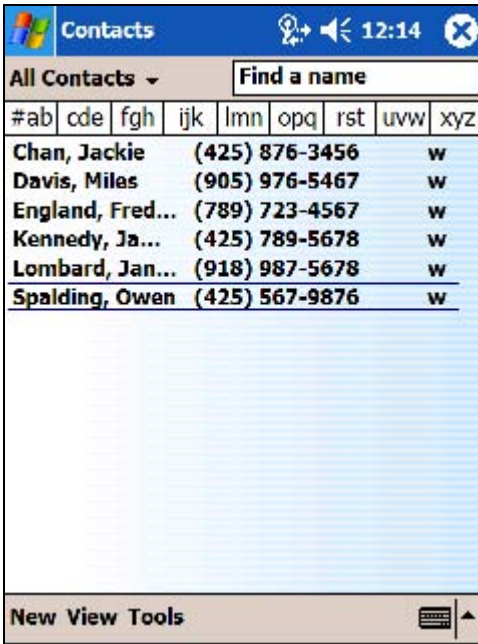 Contacts 12:14
All Contacts Find a name
#ab cde fgh ijk lmn opq rst uvw xyz
Chan, Jackie (425) 876-3456 w
Davis, Miles (905) 976-5467 w
England, Fred... (789) 723-4567 w
Kennedy, Ja... (425) 789-5678 w
Lombard, Jan... (918) 987-5678 w
Spalding, Owen (425) 567-9876 w
New View Tools